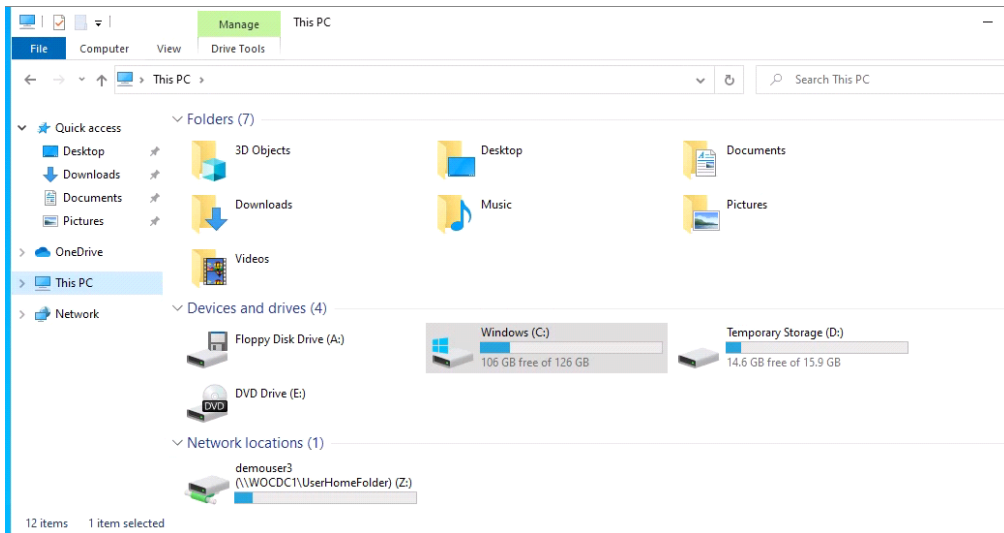 Manage This PC
File Computer View Drive Tools
This PC
Search This PC
Quick access
Desktop
Downloads
Documents
Pictures
OneDrive
This PC
Network
Folders (7)
3D Objects
Desktop
Documents
Downloads
Music
Pictures
Videos
Devices and drives (4)
Floppy Disk Drive (A:)
Windows (C:)
106 GB free of 126 GB
Temporary Storage (D:)
14.6 GB free of 15.9 GB
DVD Drive (E:)
DVD
Network locations (1)
demouser3
(\\WOCDC1\UserHomeFolder) (Z:)
12 items 1 item selected